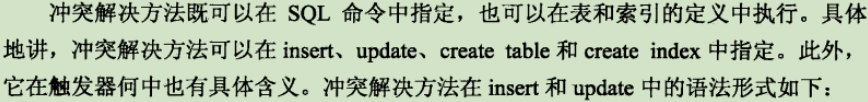 冲突解决方法既可以在 SQL 命令中指定，也可以在表和索引的定义中执行。具体
地讲，冲突解决方法可以在 insert、update、create table 和 create index 中指定。此外，
它在触发器何中也有具体含义。冲突解决方法在 insert 和 update 中的语法形式如下：